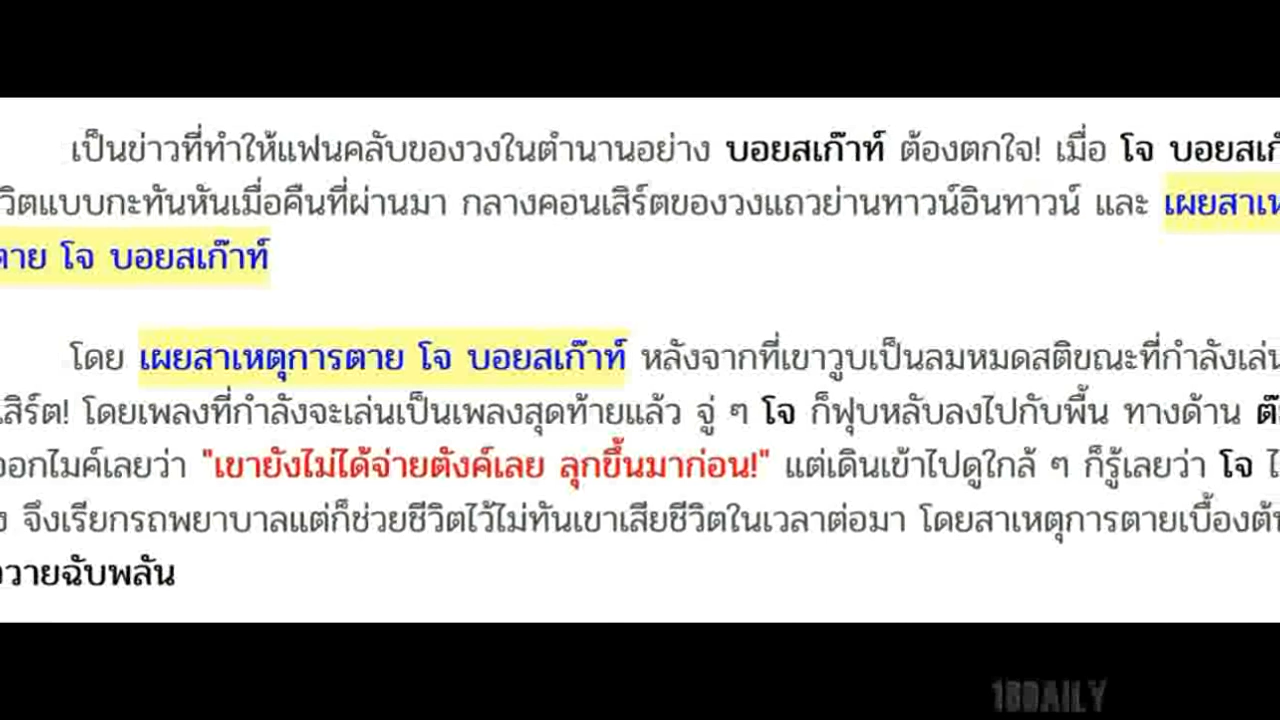 เป็นข่าวที่ทำให้แฟนคลับของวงในตำนานอย่าง บอยสเก๊าท์ ต้องตกใจ! เมื่อ โจ บอยสเก๊
วิตแบบกะทันหันเมื่อคืนที่ผ่านมา กลางคอนเสิร์ตของวงแถวย่านทาวน์อินทาวน์ และ เผยสาเห
ตาย โจ บอยสเก๊าท์
โดย เผยสาเหตุการตาย โจ บอยสเก๊าท์ หลังจากที่เขาวูบเป็นลมหมดสติขณะที่กำลังเล่น
เสิร์ต! โดยเพลงที่กำลังจะเล่นเป็นเพลงสุดท้ายแล้ว จู่ ๆ โจ ก็ฟุบหลับลงไปกับพื้น ทางด้าน
ออกไมค์เลยว่า "เขายังไม่ได้จ่ายตังค์เลย ลุกขึ้นมาก่อน!" แต่เดินเข้าไปดูใกล้ ๆ ก็รู้เลยว่า โจ ไ
ง จึงเรียกรถพยาบาลแต่ก็ช่วยชีวิตไว้ไม่ทันเขาเสียชีวิตในเวลาต่อมา โดยสาเหตุการตายเบื้องต้น
วายฉับพลัน